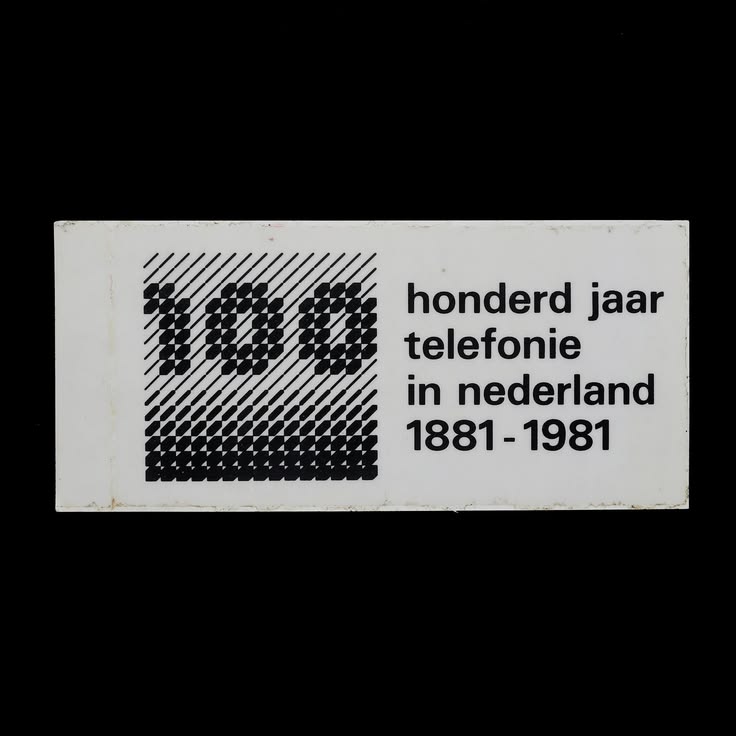 100
honderd jaar
telefonie
in nederland
1881-1981